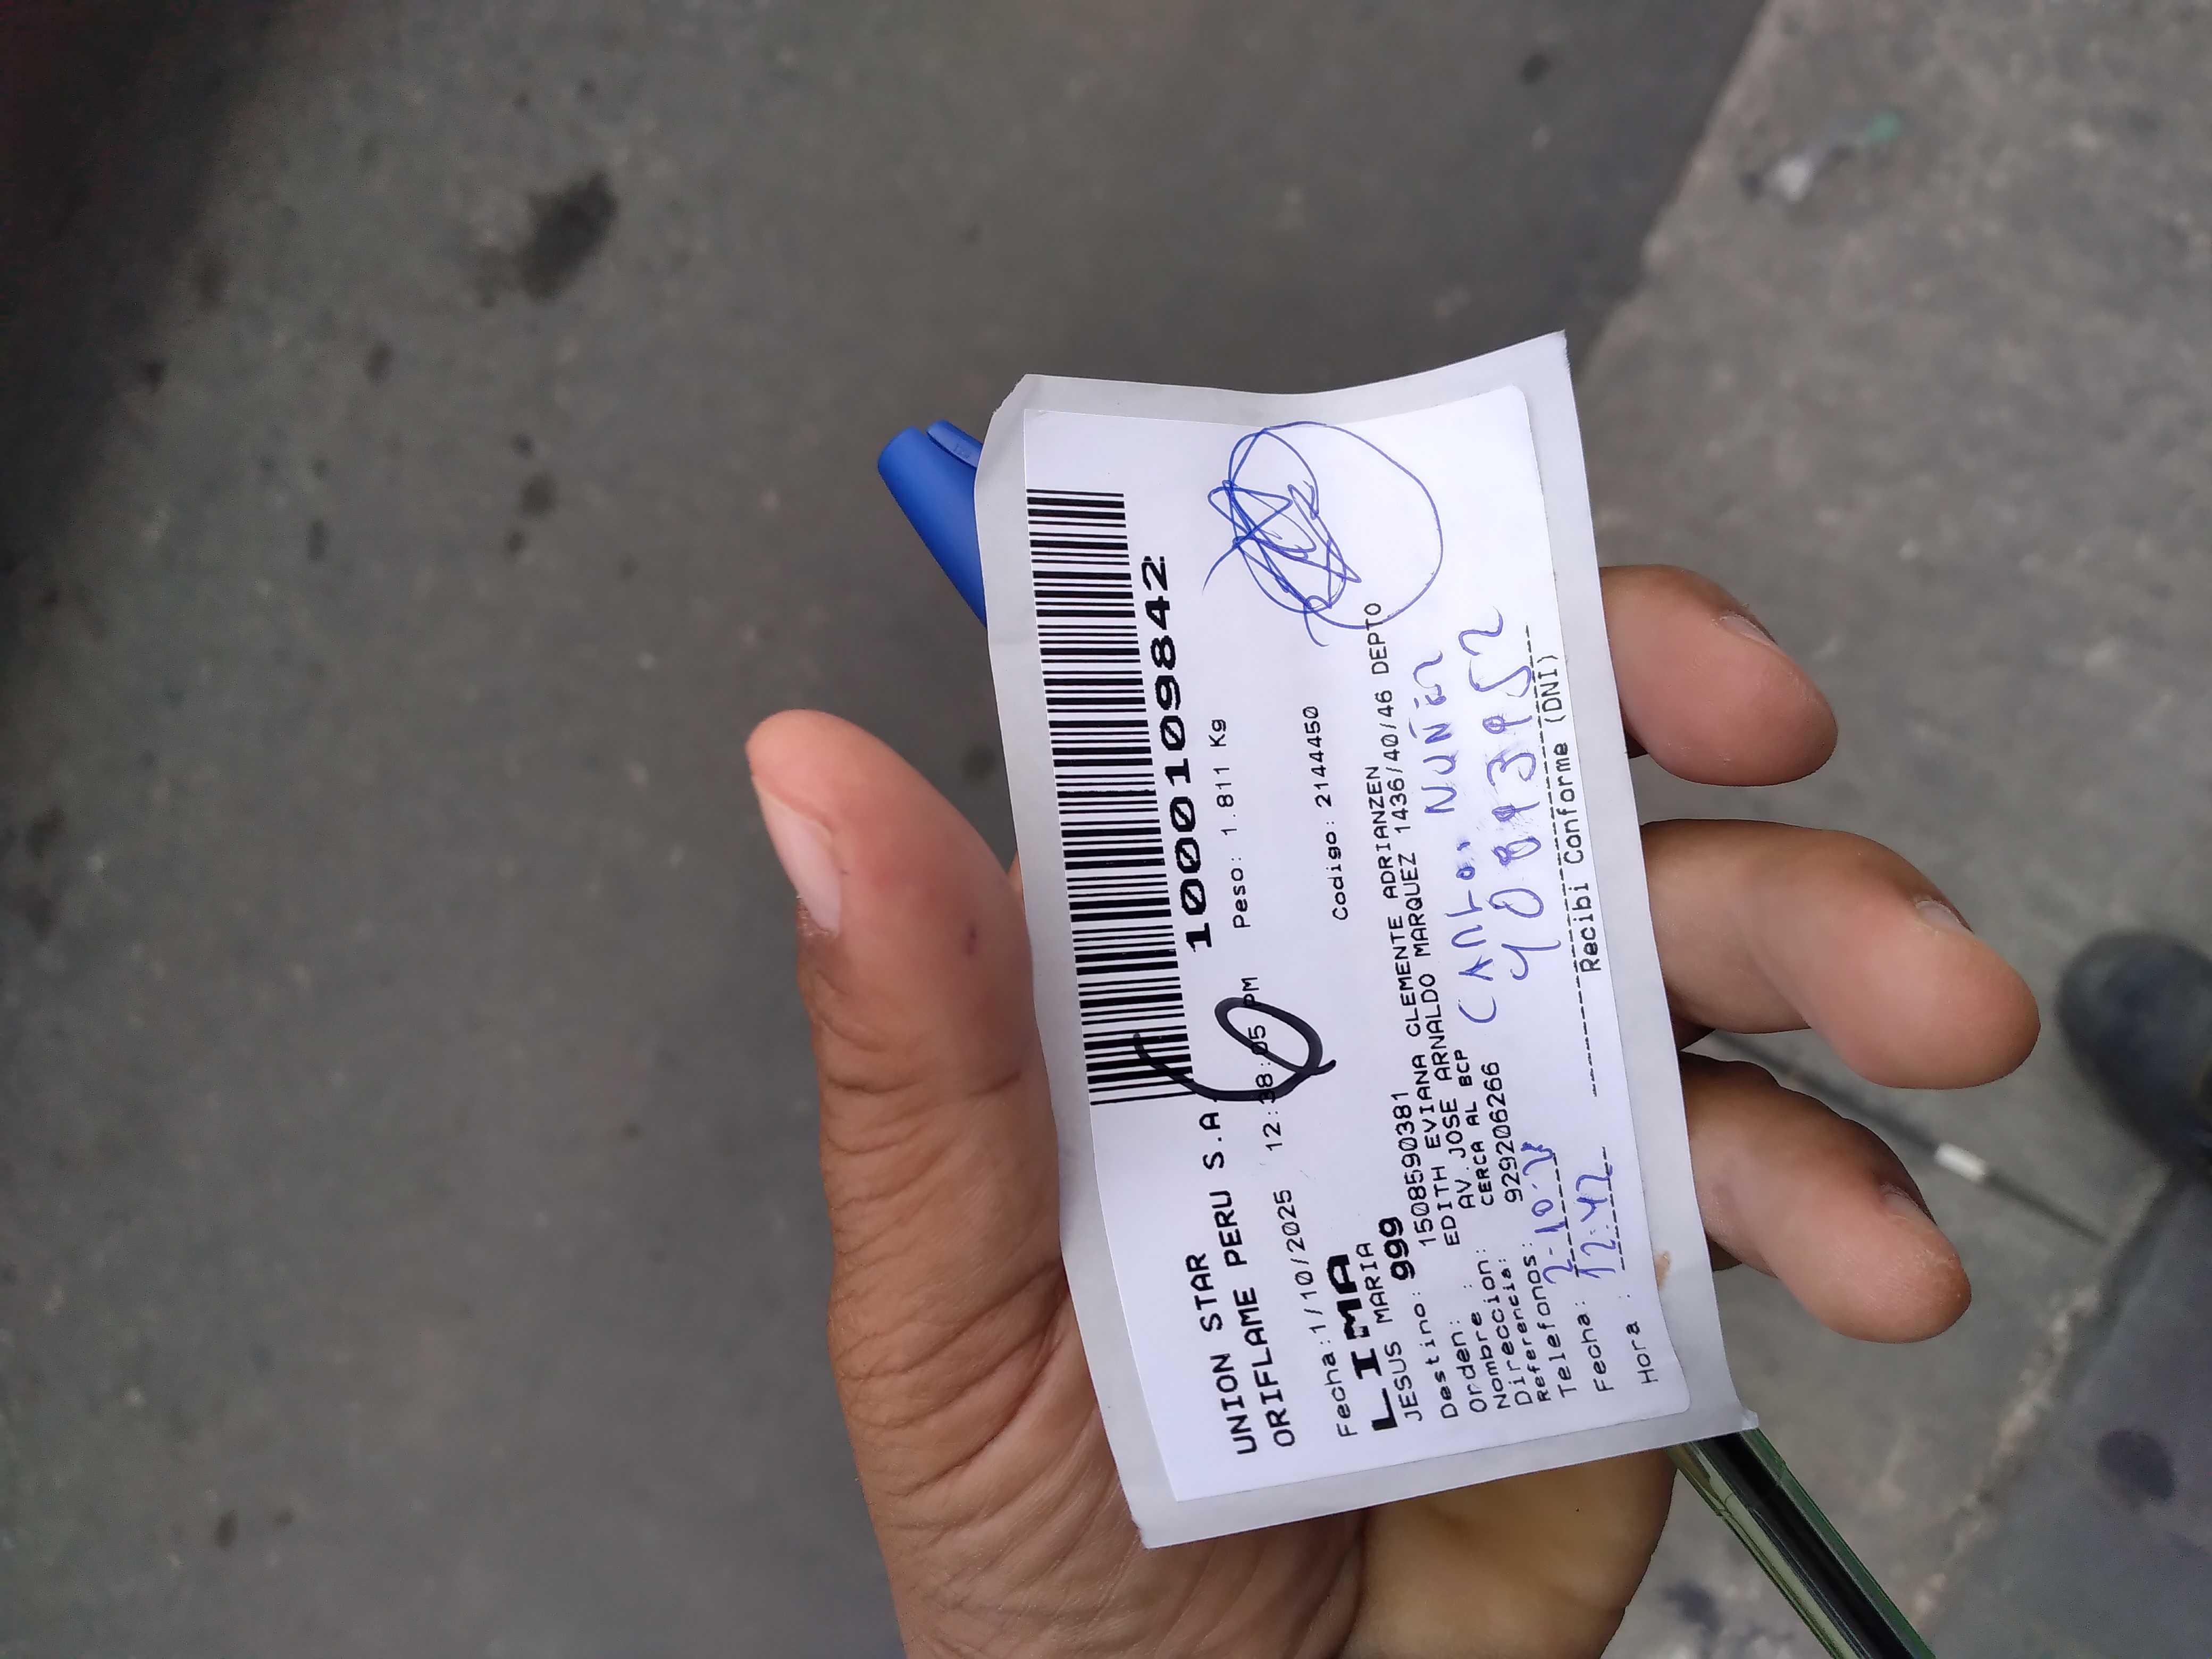 10001098842
UNION STAR
ORIFLAME PERU S.A.
Fecha:1/10/2025 12:38:05 PM Peso: 1.811 Kg
LIMA
JESUS MARIA
Destino: 999 Codigo: 2144450
Orden: 1508590381
Nombre : EDITH EVIANA CLEMENTE ADRIANZEN
Direccion: AV.JOSE ARNALDO MARQUEZ 1436/40/46 DEPTO
Referencia: CERCA AL BCP
Telefonos: 929206266
Fecha: 2-10-
Hora : 12:42
Recibi Conforme (DNI)